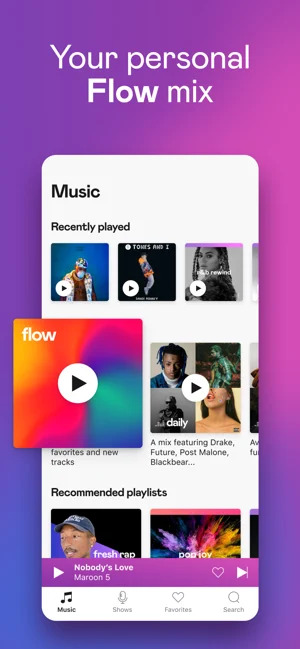 Your personal
Flow mix
Music
Recently played
TONES AND I
r&b rewind
flow
daily
favorites and new
tracks
A mix featuring Drake,
Future, Post Malone,
Blackbear...
Av
fu
Recommended playlists
fresh rap
pop joy
Nobody's Love
Maroon 5
Music
Shows
Favorites
Search